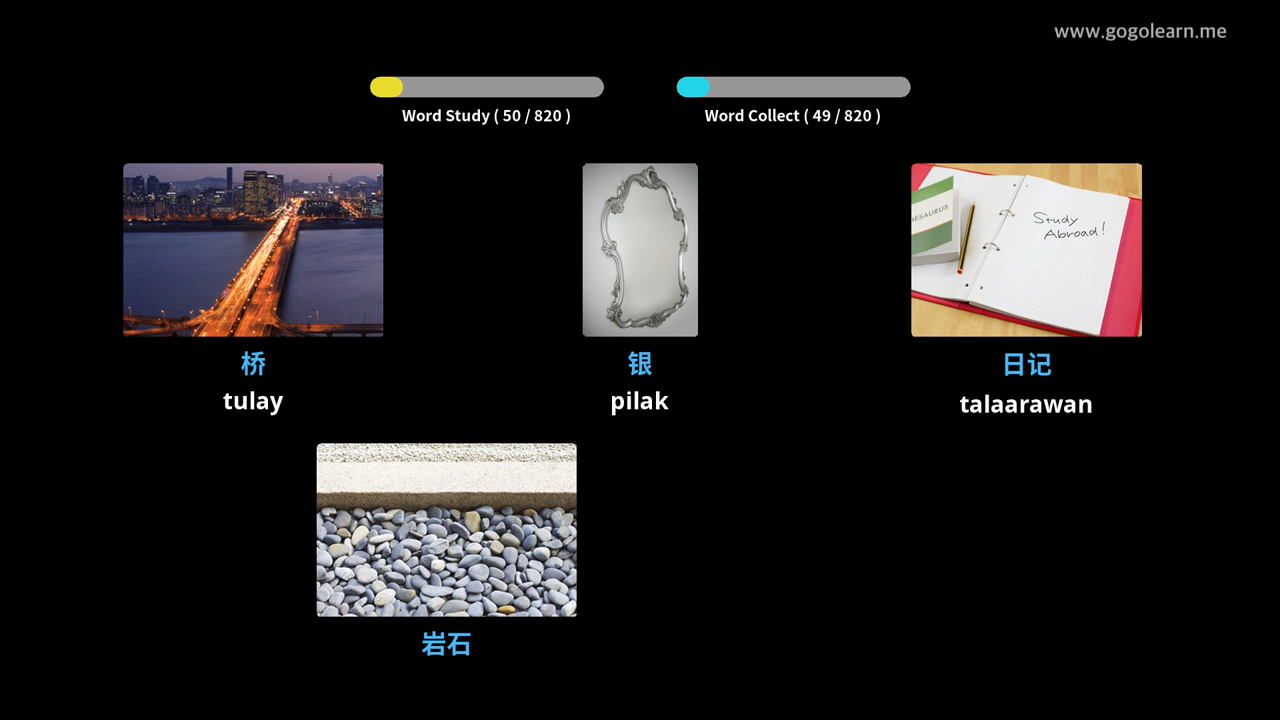 www.gogolearn.me
Word Study ( 50 / 820 )
Word Collect ( 49 / 820 )
HESAURUS
Study
Abroad!
桥
tulay
银
pilak
日记
talaarawan
岩石